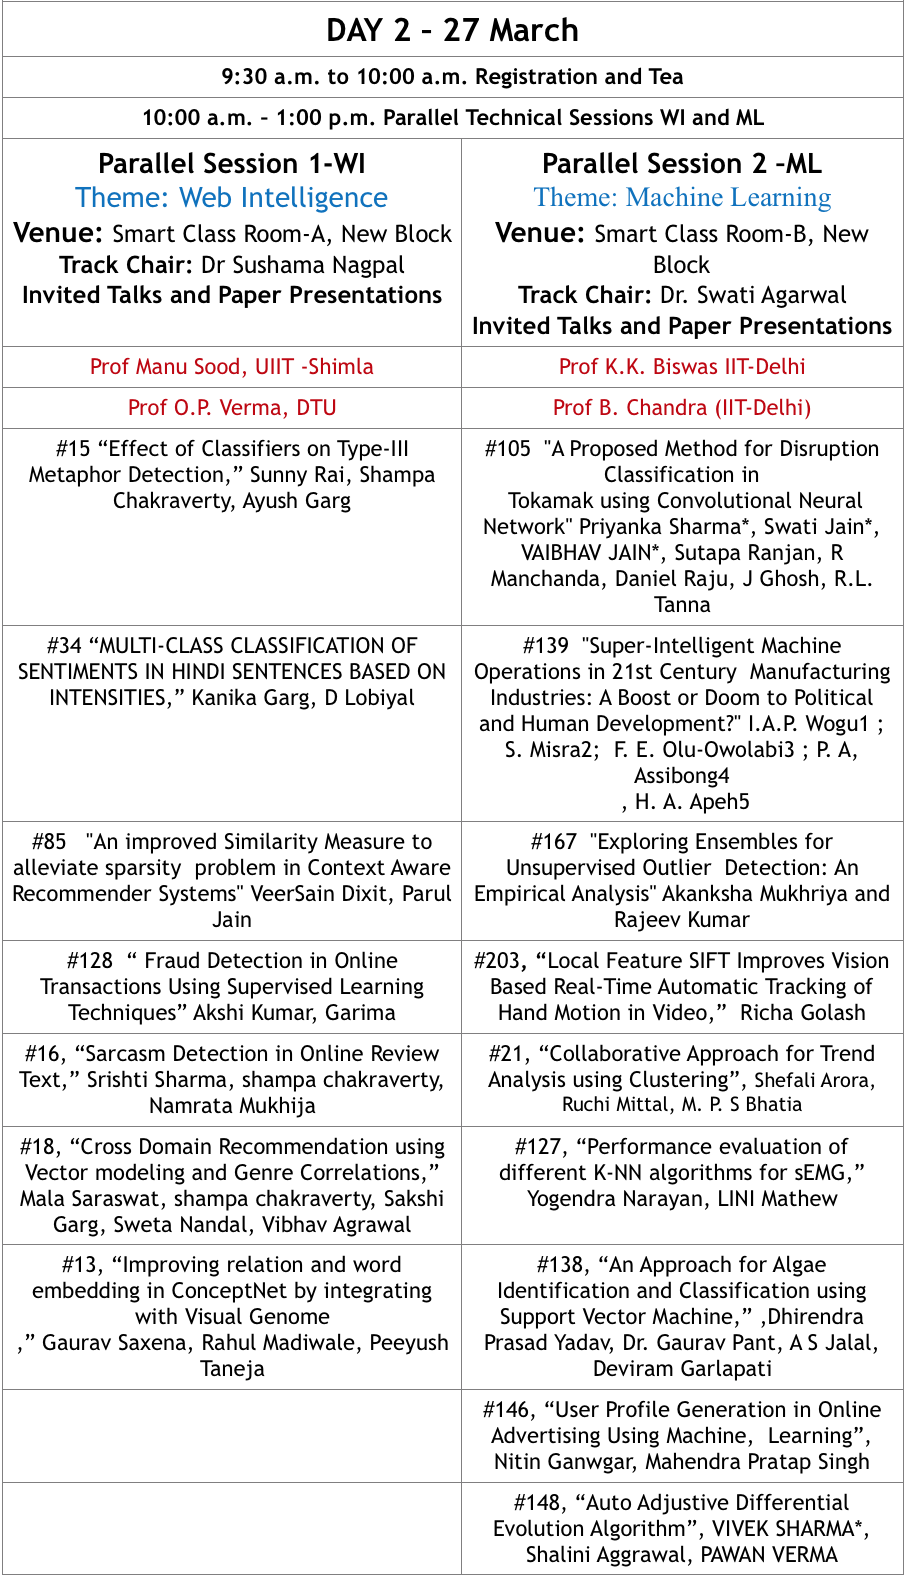 DAY 2 – 27 March
9:30 a.m. to 10:00 a.m. Registration and Tea
10:00 a.m. – 1:00 p.m. Parallel Technical Sessions WI and ML
Parallel Session 1-WI
Theme: Web Intelligence
Venue: Smart Class Room-A, New Block
Track Chair: Dr Sushama Nagpal
Invited Talks and Paper Presentations
Parallel Session 2 –ML
Theme: Machine Learning
Venue: Smart Class Room-B, New
Block
Track Chair: Dr. Swati Agarwal
Invited Talks and Paper Presentations
Prof Manu Sood, UIIT -Shimla
Prof K.K. Biswas IIT-Delhi
Prof O.P. Verma, DTU
Prof B. Chandra (IIT-Delhi)
#15 “Effect of Classifiers on Type-III
Metaphor Detection,” Sunny Rai, Shampa
Chakraverty, Ayush Garg
#105  "A Proposed Method for Disruption
Classification in
Tokamak using Convolutional Neural
Network" Priyanka Sharma*, Swati Jain*,
VAIBHAV JAIN*, Sutapa Ranjan, R
Manchanda, Daniel Raju, J Ghosh, R.L.
Tanna
#34 “MULTI-CLASS CLASSIFICATION OF
SENTIMENTS IN HINDI SENTENCES BASED ON
INTENSITIES,” Kanika Garg, D Lobiyal
#139  "Super-Intelligent Machine
Operations in 21st Century  Manufacturing
Industries: A Boost or Doom to Political
and Human Development?" I.A.P. Wogu1 ;
S. Misra2;  F. E. Olu-Owolabi3 ; P. A,
Assibong4
, H. A. Apeh5
#85   "An improved Similarity Measure to
alleviate sparsity  problem in Context Aware
Recommender Systems" VeerSain Dixit, Parul
Jain
#167  "Exploring Ensembles for
Unsupervised Outlier  Detection: An
Empirical Analysis" Akanksha Mukhriya and
Rajeev Kumar
#128  “ Fraud Detection in Online
Transactions Using Supervised Learning
Techniques” Akshi Kumar, Garima
#203, “Local Feature SIFT Improves Vision
Based Real-Time Automatic Tracking of
Hand Motion in Video,”  Richa Golash
#16, “Sarcasm Detection in Online Review
Text,” Srishti Sharma, shampa chakraverty,
Namrata Mukhija
#21, “Collaborative Approach for Trend
Analysis using Clustering”, Shefali Arora,
Ruchi Mittal, M. P. S Bhatia
#18, “Cross Domain Recommendation using
Vector modeling and Genre Correlations,”
Mala Saraswat, shampa chakraverty, Sakshi
Garg, Sweta Nandal, Vibhav Agrawal
#127, “Performance evaluation of
different K-NN algorithms for sEMG,”
Yogendra Narayan, LINI Mathew
#13, “Improving relation and word
embedding in ConceptNet by integrating
with Visual Genome
,” Gaurav Saxena, Rahul Madiwale, Peeyush
Taneja
#138, “An Approach for Algae
Identification and Classification using
Support Vector Machine,” ,Dhirendra
Prasad Yadav, Dr. Gaurav Pant, A S Jalal,
Deviram Garlapati
#146, “User Profile Generation in Online
Advertising Using Machine,  Learning”,
Nitin Ganwgar, Mahendra Pratap Singh
#148, “Auto Adjustive Differential
Evolution Algorithm”, VIVEK SHARMA*,
Shalini Aggrawal, PAWAN VERMA